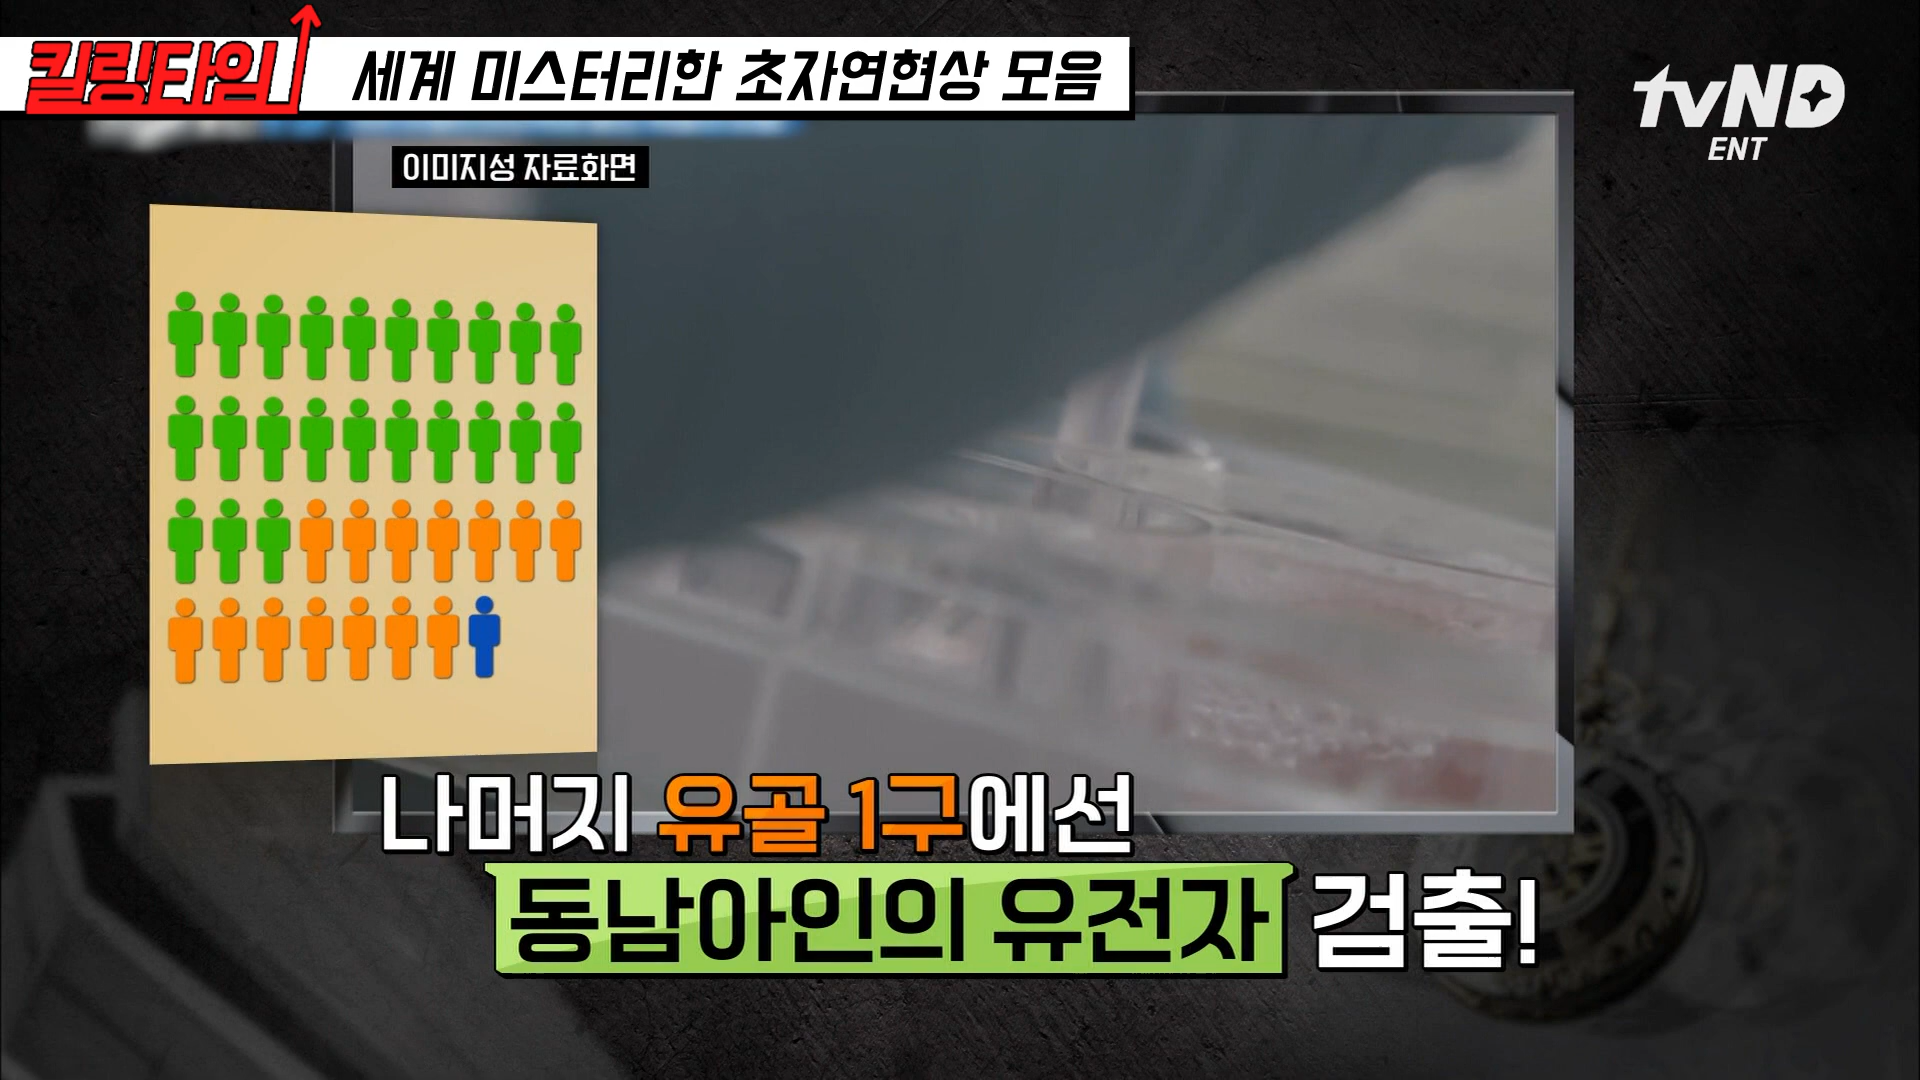 킬링타임
세계 미스터리한 초자연현상 모음
tvND
ENT
이미지성 자료화면
나머지 유골 1구에선
동남아인의 유전자 검출!